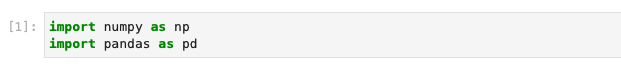 [1]: import numpy as np
import pandas as pd